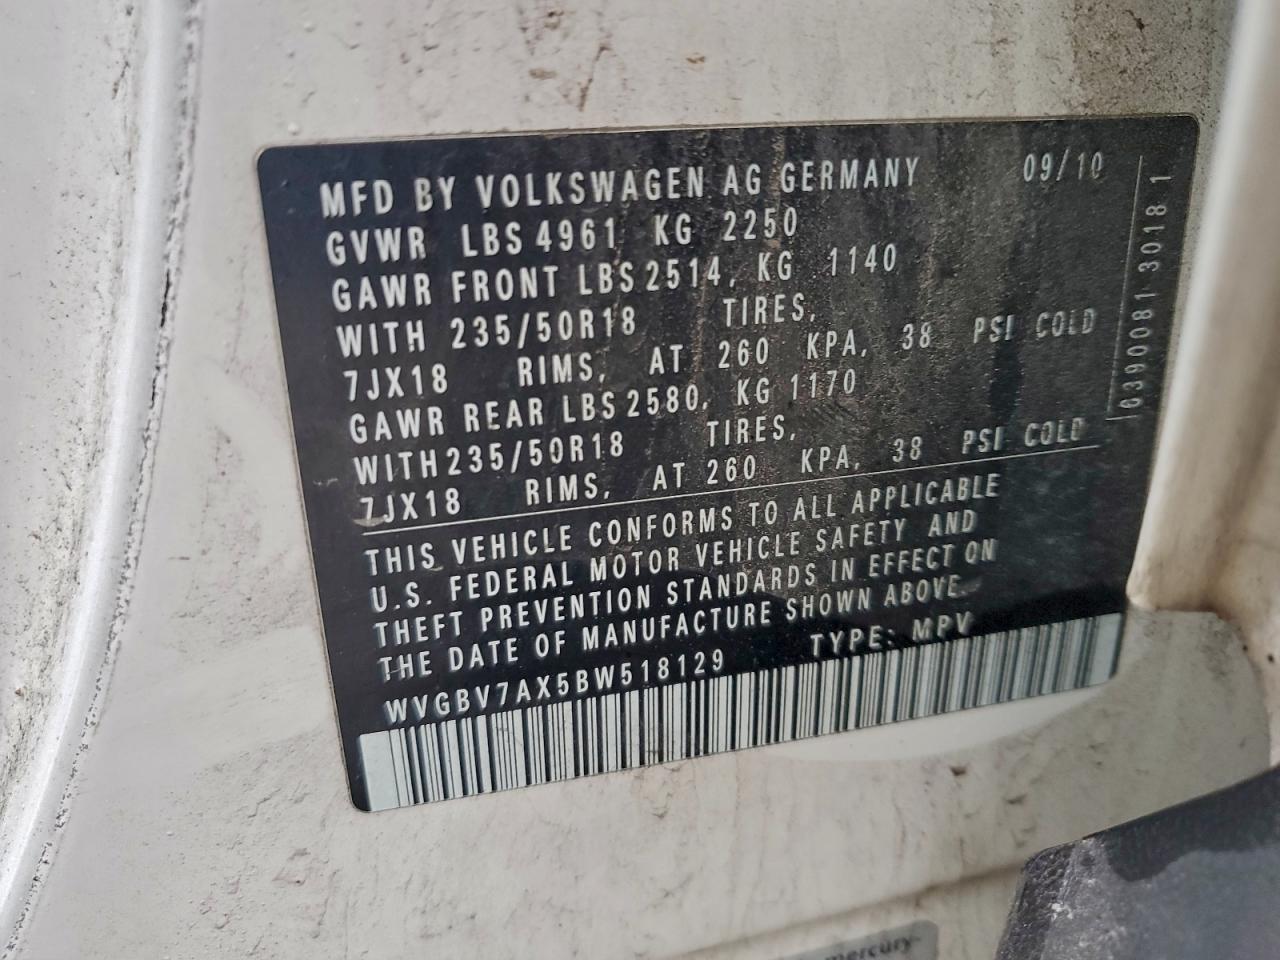 MFD BY VOLKSWAGEN AG GERMANY 09/10
GVWR LBS 4961 KG 2250
GAWR FRONT LBS 2514, KG 1140
WITH 235/50R18 TIRES,
7JX18 RIMS, AT 260 KPA, 38 PSI COLD
GAWR REAR LBS 2580, KG 1170
WITH 235/50R18 TIRES,
7JX18 RIMS, AT 260 KPA, 38 PSI COLD
THIS VEHICLE CONFORMS TO ALL APPLICABLE
U.S. FEDERAL MOTOR VEHICLE SAFETY AND
THEFT PREVENTION STANDARDS IN EFFECT ON
THE DATE OF MANUFACTURE SHOWN ABOVE.
WVGBV7AX5BW518129 TYPE: MPV
0390081 3018 1
mercury